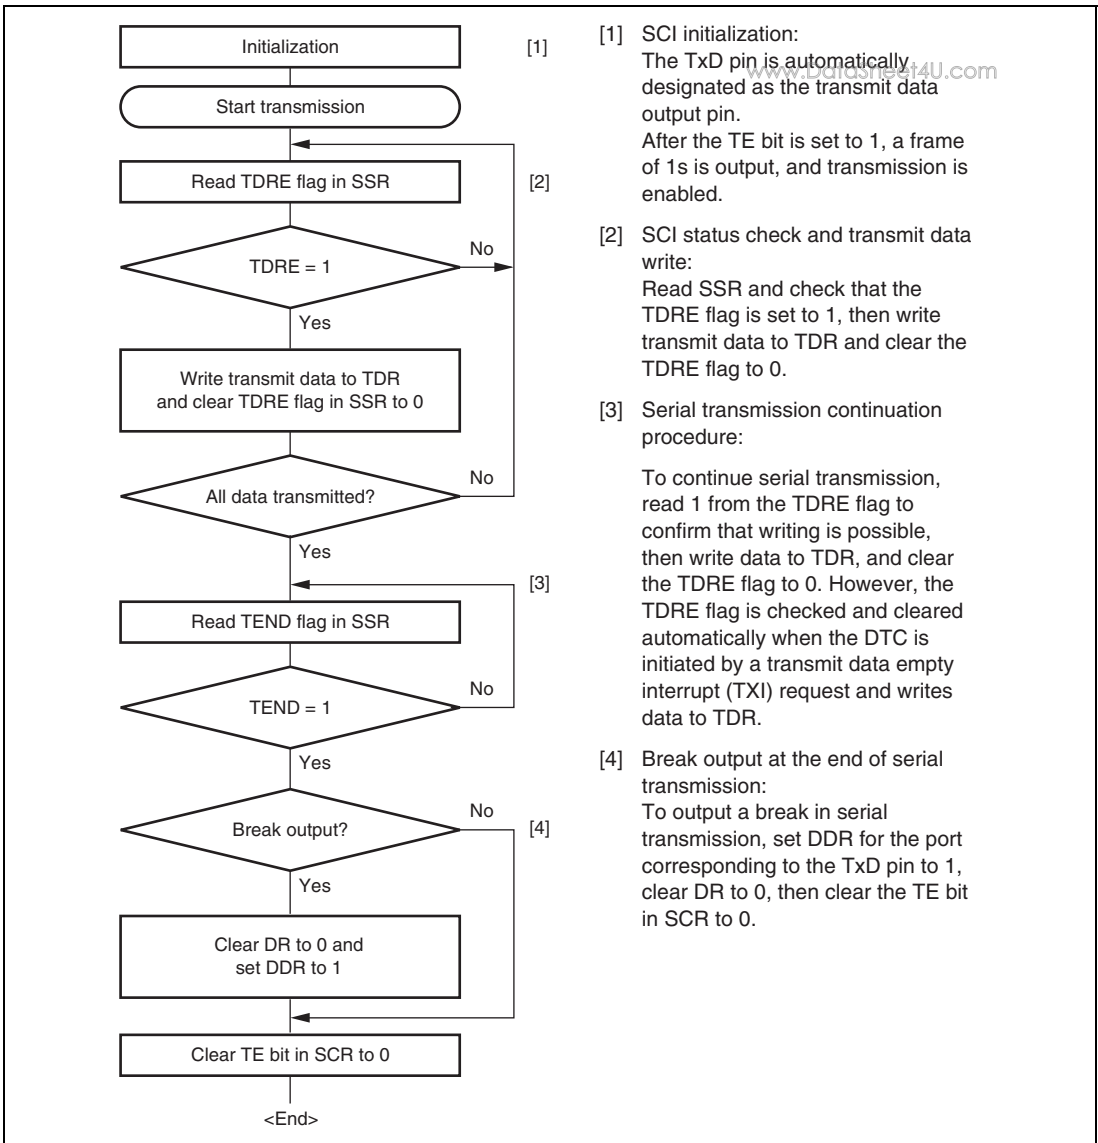 Initialization
[1]
Start transmission
Read TDRE flag in SSR
[2]
TDRE = 1
No
Yes
Write transmit data to TDR
and clear TDRE flag in SSR to 0
All data transmitted?
No
Yes
[3]
Read TEND flag in SSR
TEND = 1
No
Yes
Break output?
No
[4]
Yes
Clear DR to 0 and
set DDR to 1
Clear TE bit in SCR to 0
<End>
[1] SCI initialization:
The TxD pin is automatically
www.DataSheet4U.com
designated as the transmit data
output pin.
After the TE bit is set to 1, a frame
of 1s is output, and transmission is
enabled.
[2] SCI status check and transmit data
write:
Read SSR and check that the
TDRE flag is set to 1, then write
transmit data to TDR and clear the
TDRE flag to 0.
[3] Serial transmission continuation
procedure:
To continue serial transmission,
read 1 from the TDRE flag to
confirm that writing is possible,
then write data to TDR, and clear
the TDRE flag to 0. However, the
TDRE flag is checked and cleared
automatically when the DTC is
initiated by a transmit data empty
interrupt (TXI) request and writes
data to TDR.
[4] Break output at the end of serial
transmission:
To output a break in serial
transmission, set DDR for the port
corresponding to the TxD pin to 1,
clear DR to 0, then clear the TE bit
in SCR to 0.